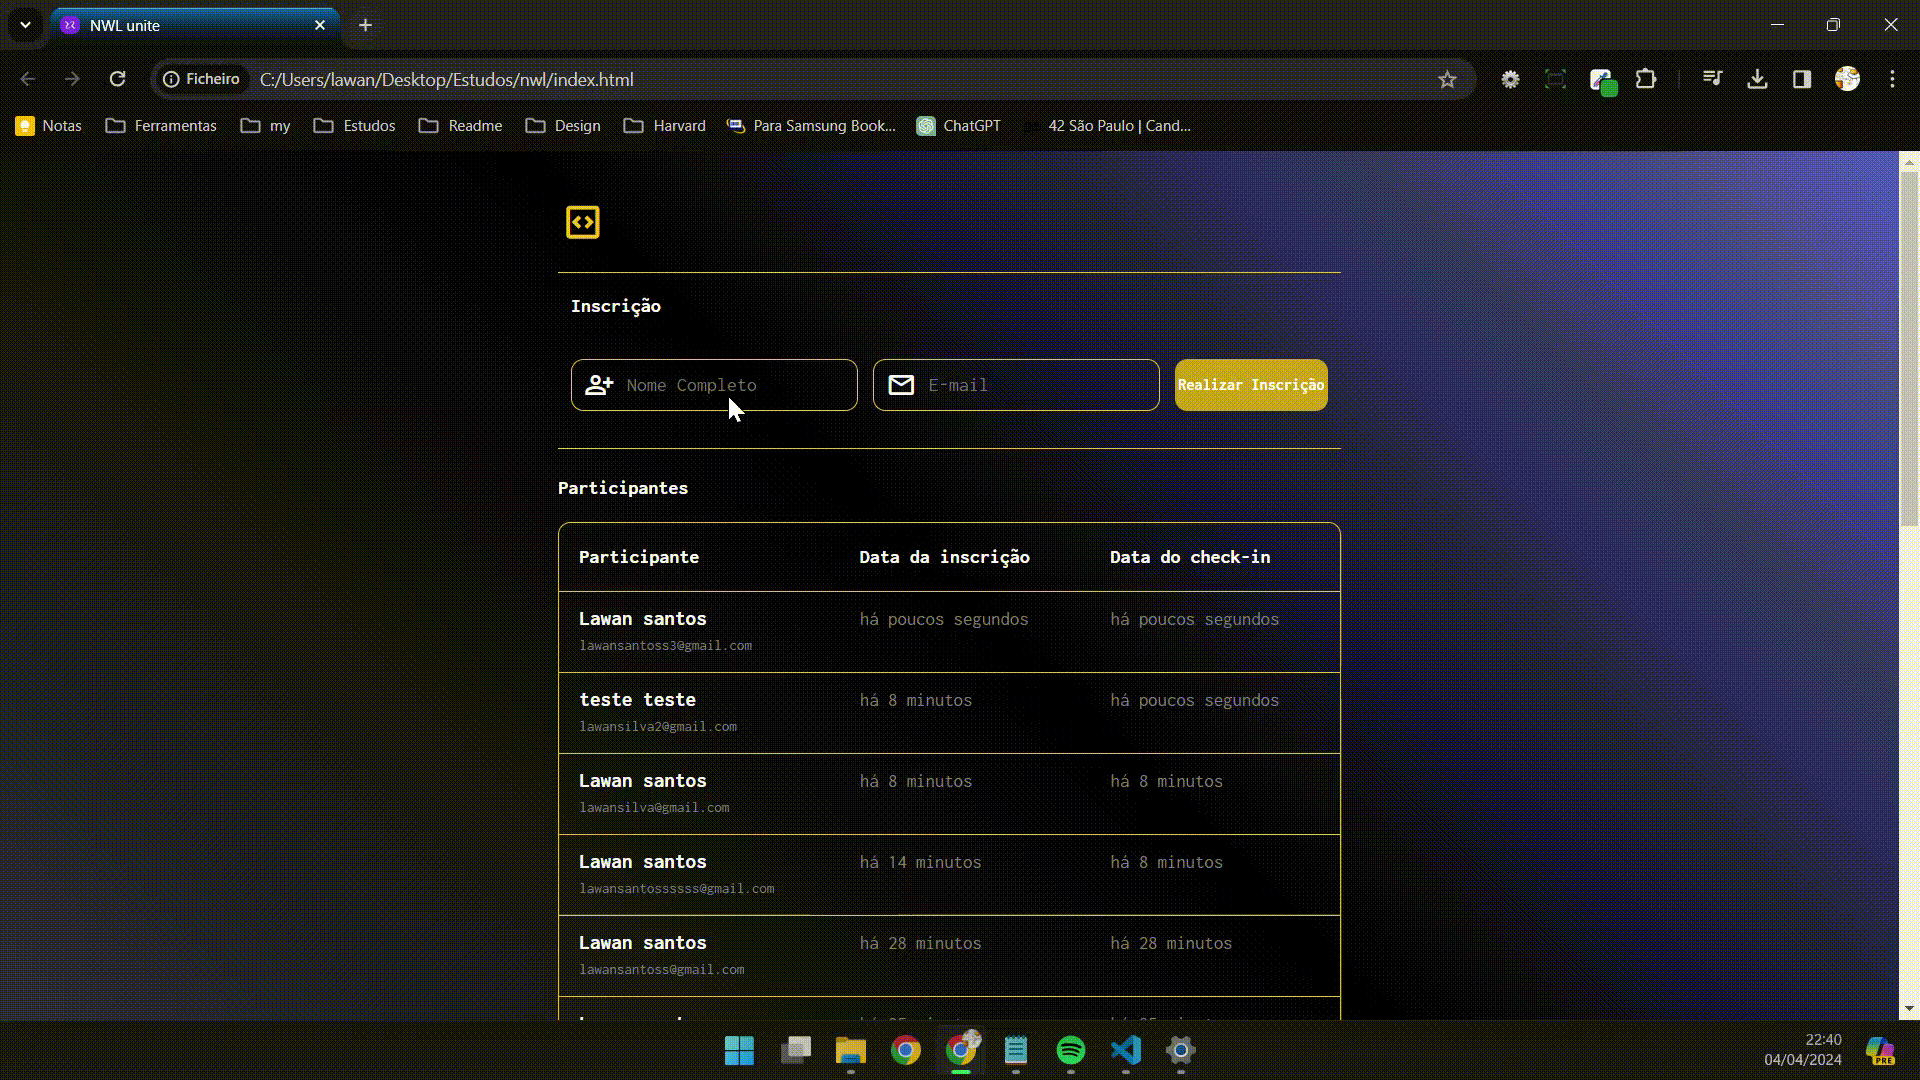 NWL unite
Ficheiro C:/Users/lawan/Desktop/Estudos/nwl/index.html
Notas Ferramentas my Estudos Readme Design Harvard Para Samsung Book... ChatGPT 42 São Paulo | Cand...
Inscrição
Nome Completo E-mail Realizar Inscrição
Participantes
Participante Data da inscrição Data do check-in
Lawan santos há poucos segundos há poucos segundos
lawansantoss3@gmail.com
teste teste há 8 minutos há poucos segundos
lawansilva2@gmail.com
Lawan santos há 8 minutos há 8 minutos
lawansilva@gmail.com
Lawan santos há 14 minutos há 8 minutos
lawansantossssss@gmail.com
Lawan santos há 28 minutos há 28 minutos
lawansantoss@gmail.com
22:40
04/04/2024
PRE